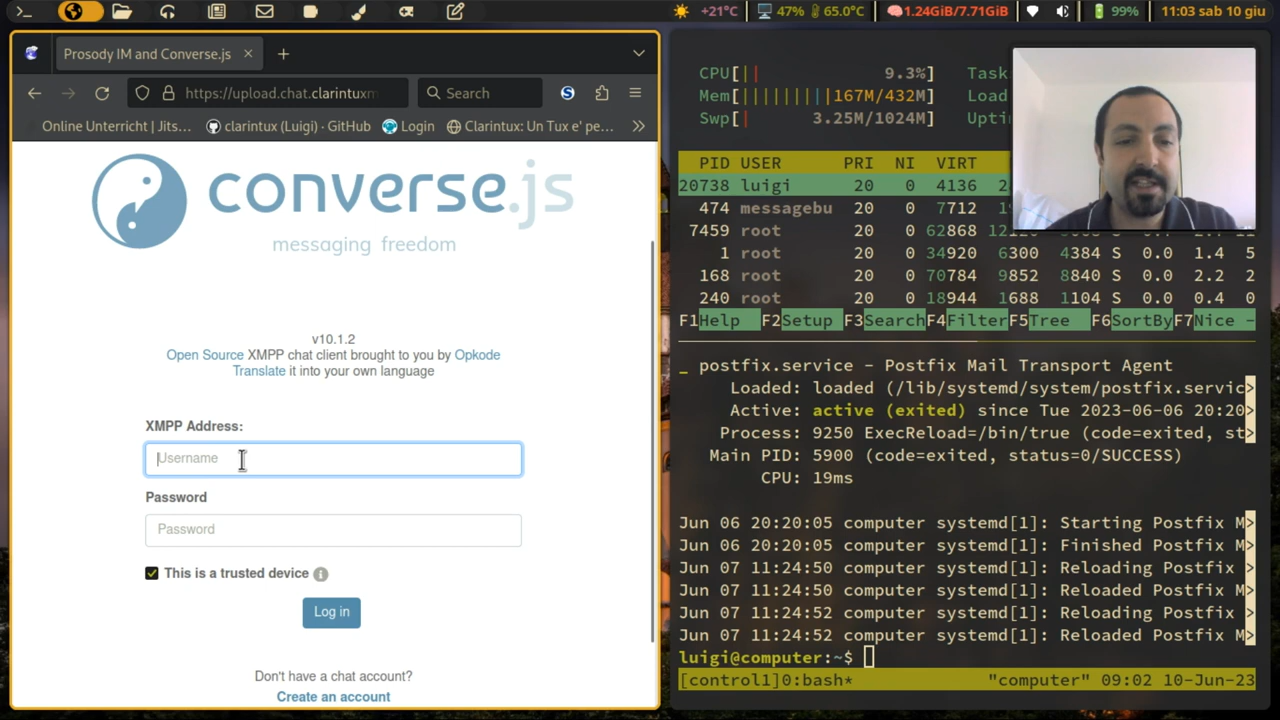 +21°C 47% 65.0°C 1.24GiB/7.71GiB 99% 11:03 sab 10 giu
Prosody IM and Converse.js
https://upload.chat.clarintuxm
Search
Online Unterricht | Jits...
clarintux (Luigi) · GitHub
Login
Clarintux: Un Tux e' pe...
converse.js
messaging freedom
v10.1.2
Open Source XMPP chat client brought to you by Opkode
Translate it into your own language
XMPP Address:
Username
Password
Password
This is a trusted device
Log in
Don't have a chat account?
Create an account
CPU[|| 9.3%] Task
Mem[||||||||||167M/432M] Load
Swp[| 3.25M/1024M] Upti
PID USER PRI NI VIRT
20738 luigi 20 0 4136 2
474 messagebu 20 0 7712
7459 root 20 0 62868
1 root 20 0 34920 6300 4384 S 0.0 1.4 5
168 root 20 0 70784 9852 8840 S 0.0 2.2 2
240 root 20 0 18944 1688 1104 S 0.0 0.4 0
F1Help F2Setup F3Search F4Filter F5Tree F6SortBy F7Nice -
_ postfix.service - Postfix Mail Transport Agent
Loaded: loaded (/lib/systemd/system/postfix.servic>
Active: active (exited) since Tue 2023-06-06 20:20>
Process: 9250 ExecReload=/bin/true (code=exited, st>
Main PID: 5900 (code=exited, status=0/SUCCESS)
CPU: 19ms
Jun 06 20:20:05 computer systemd[1]: Starting Postfix M>
Jun 06 20:20:05 computer systemd[1]: Finished Postfix M>
Jun 07 11:24:50 computer systemd[1]: Reloading Postfix >
Jun 07 11:24:50 computer systemd[1]: Reloaded Postfix M>
Jun 07 11:24:52 computer systemd[1]: Reloading Postfix >
Jun 07 11:24:52 computer systemd[1]: Reloaded Postfix M>
luigi@computer:~$
[control1]0:bash* "computer" 09:02 10-Jun-23